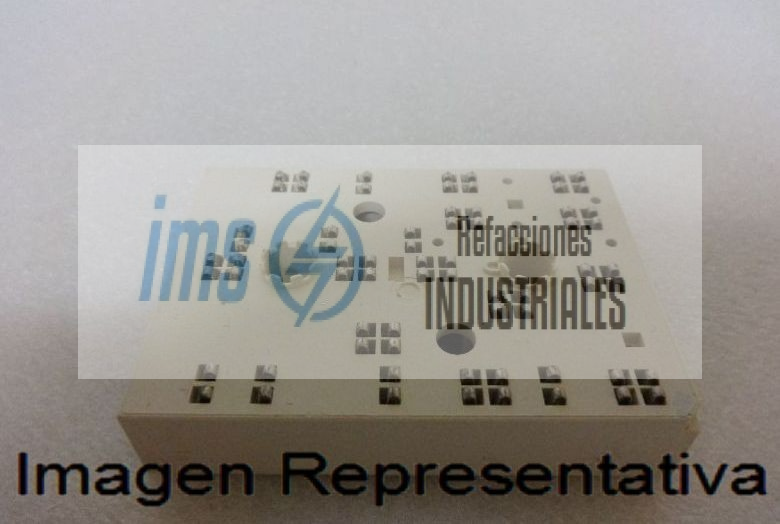 ims
Refacciones
INDUSTRIALES
Imagen Representativa